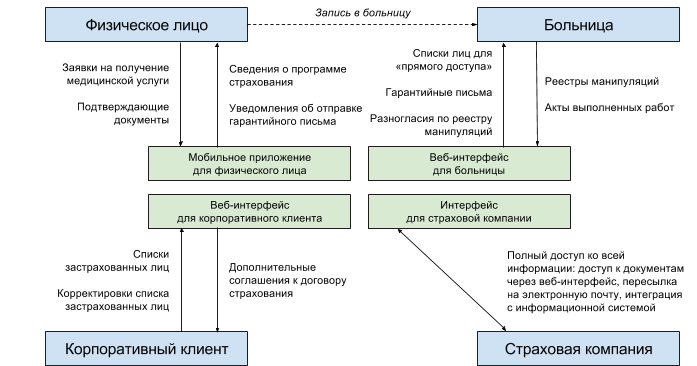 Запись в больницу
Физическое лицо
Больница
Заявки на получение
медицинской услуги
Подтверждающие
документы
Сведения о программе
страхования
Уведомления об отправке
гарантийного письма
Списки лиц для
«прямого доступа»
Гарантийные письма
Разногласия по реестру
манипуляций
Реестры манипуляций
Акты выполненных работ
Мобильное приложение
для физического лица
Веб-интерфейс
для больницы
Веб-интерфейс
для корпоративного клиента
Интерфейс
для страховой компании
Списки
застрахованных лиц
Корректировки списка
застрахованных лиц
Дополнительные
соглашения к договору
страхования
Полный доступ ко всей
информации: доступ к документам
через веб-интерфейс, пересылка
на электронную почту, интеграция
с информационной системой
Корпоративный клиент
Страховая компания